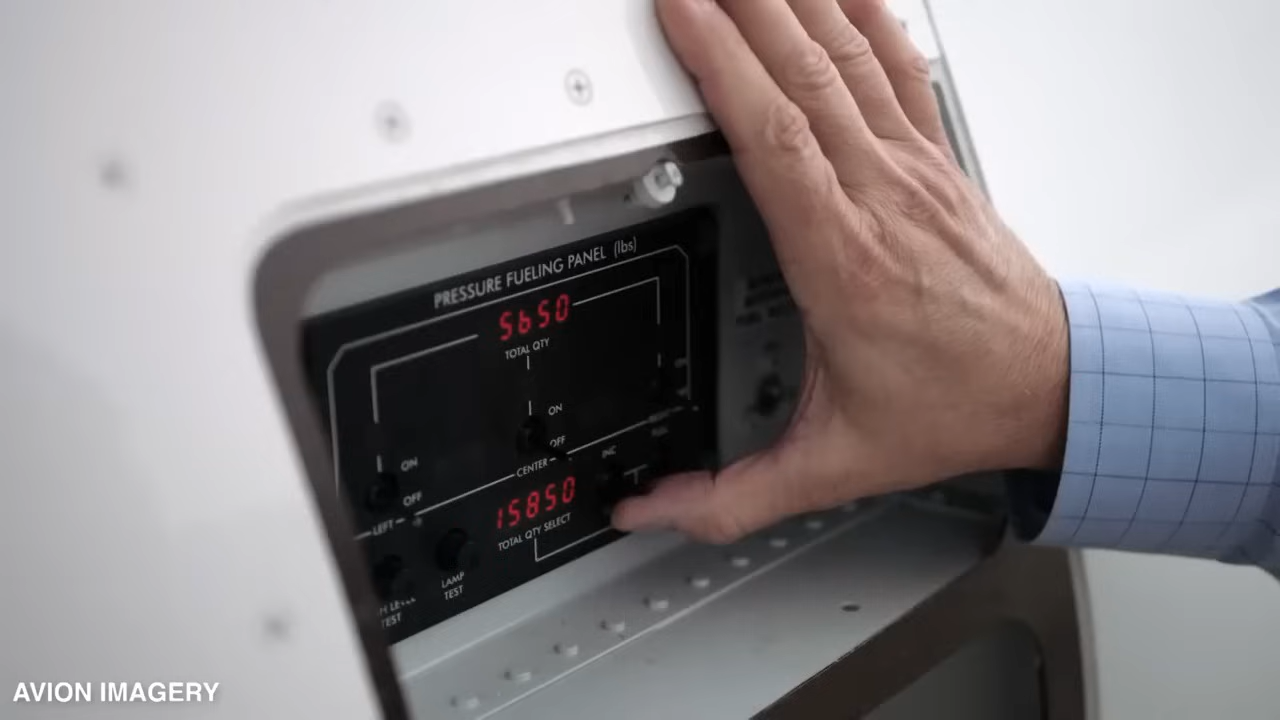 PRESSURE FUELING PANEL (lbs)
5650
TOTAL QTY
ON
OFF
ON
OFF
CENTER
INC
LEFT
15850
TOTAL QTY SELECT
LAMP
TEST
TEST
AVION IMAGERY